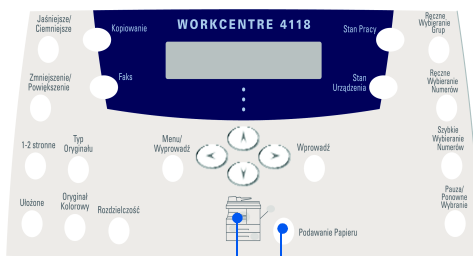 Jaśniejsze/
Ciemniejsze
Kopiowanie
WORKCENTRE 4118
Stan Pracy
Ręczne
Wybieranie
Grup
Zmniejszenie/
Powiększenie
Faks
Stan
Urządzenia
Ręczne
Wybieranie
Numerów
1-2 stronne
Typ
Oryginału
Menu/
Wyprowadź
Wprowadź
Szybkie
Wybieranie
Numerów
Ułożone
Oryginał
Kolorowy
Rozdzielczość
Podawanie Papieru
Pauza/
Ponowne
Wybranie